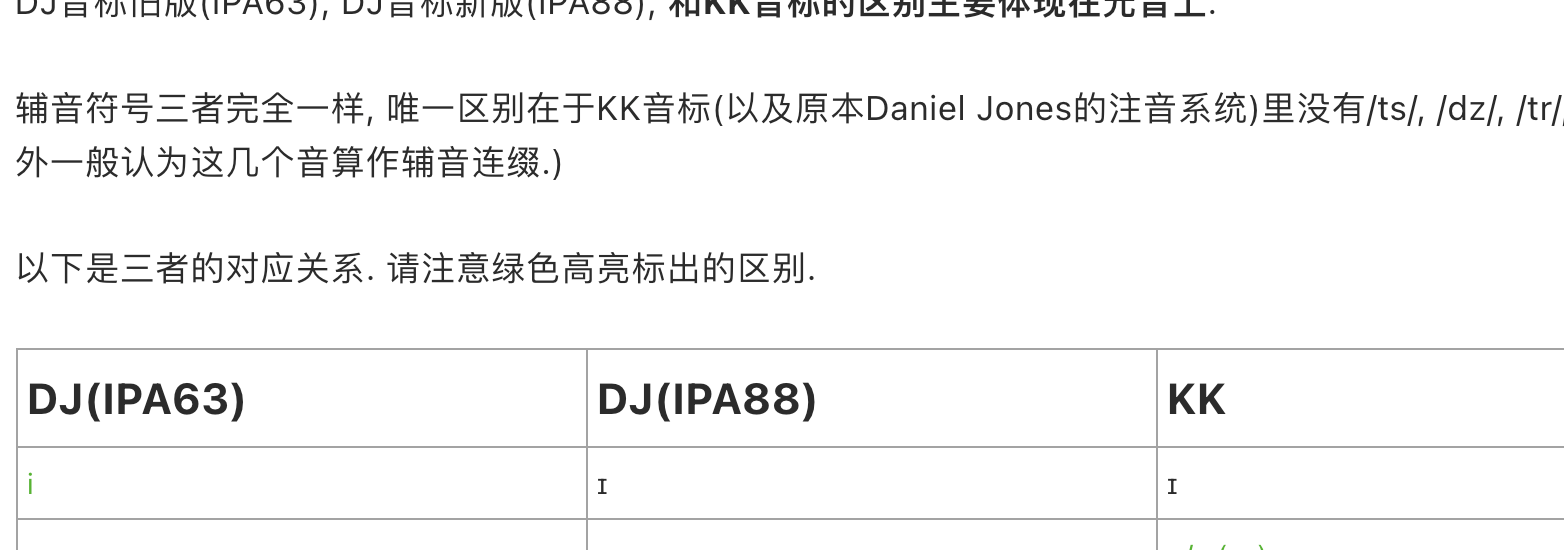 DJ音标旧版(IPA63), DJ音标新版(IPA88), 和KK音标的区别主要体现在元音上.
辅音符号三者完全一样, 唯一区别在于KK音标(以及原本Daniel Jones的注音系统)里没有/ts/, /dz/, /tr/,
外一般认为这几个音算作辅音连缀.)
以下是三者的对应关系. 请注意绿色高亮标出的区别.
DJ(IPA63) DJ(IPA88) KK
i ɪ ɪ